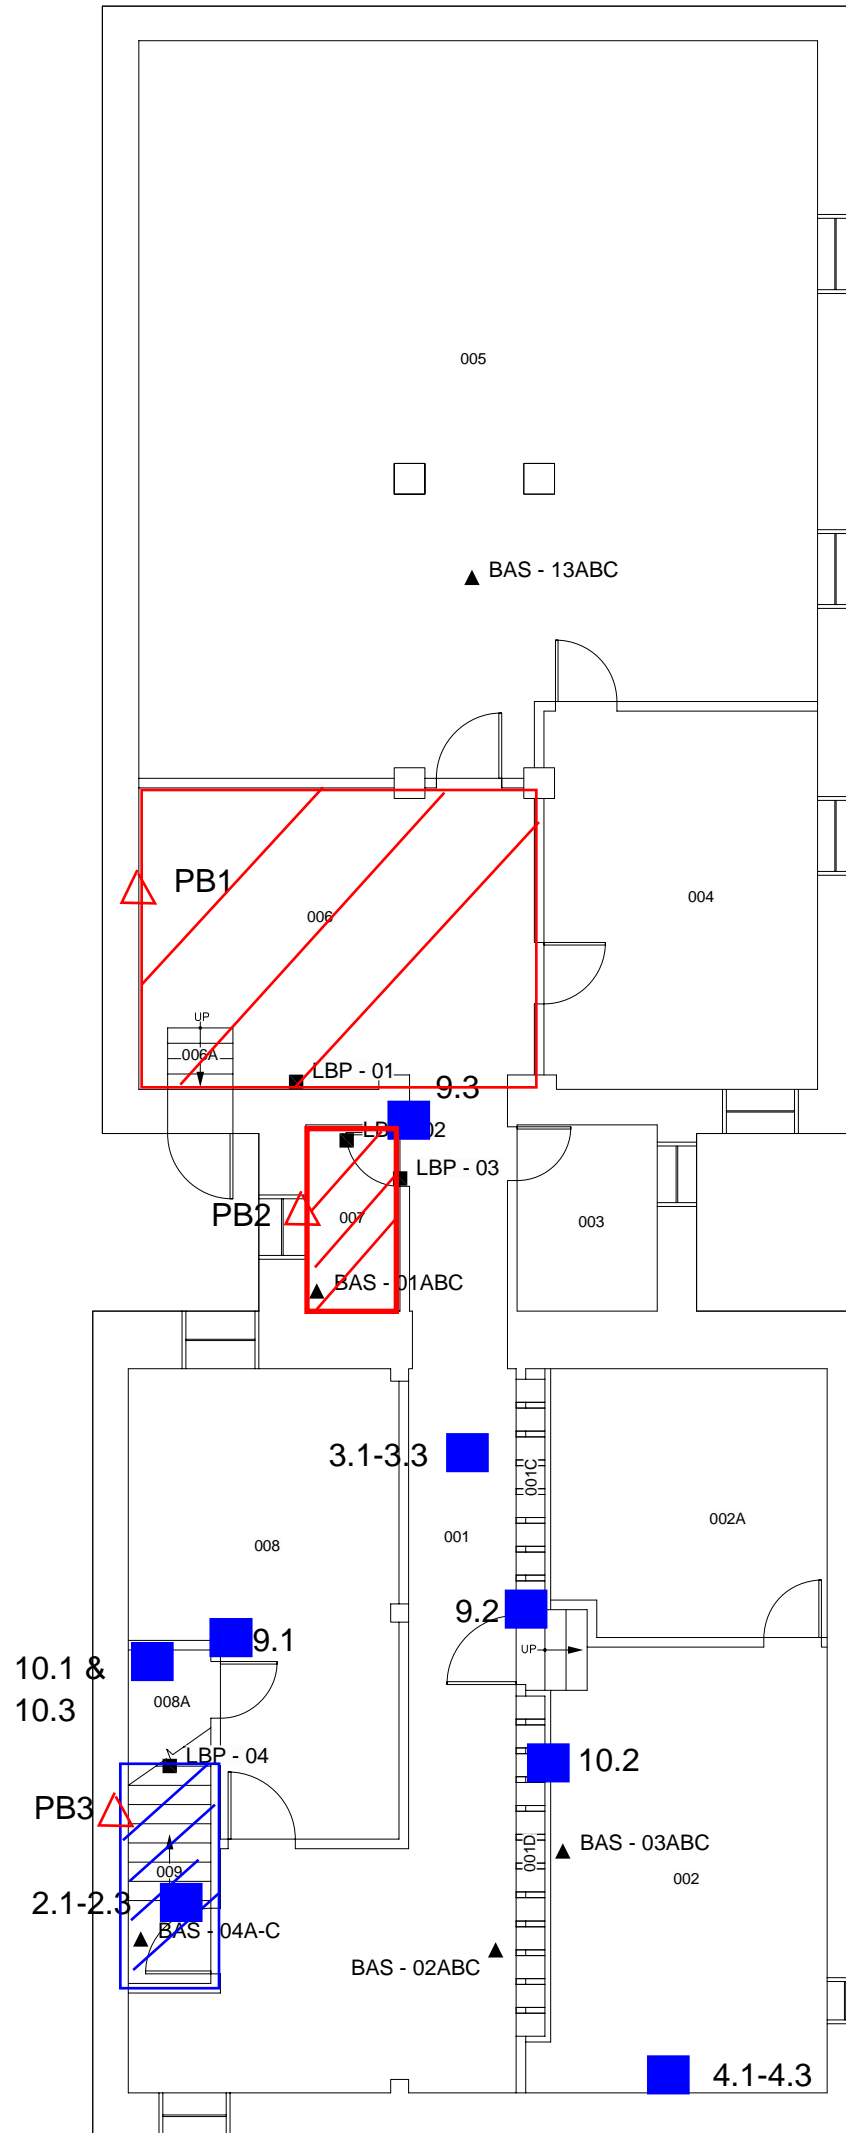 005
BAS - 13ABC
PB1
004
006
UP
006A
LBP - 01
9.3
02
LBP - 03
PB2
007
003
BAS - 01ABC
3.1-3.3
001C
002A
001
008
9.2
9.1
UP
10.1 &
10.3
008A
LBP - 04
10.2
PB3
BAS - 03ABC
001D
009
002
2.1-2.3
BAS - 04A-C
BAS - 02ABC
4.1-4.3